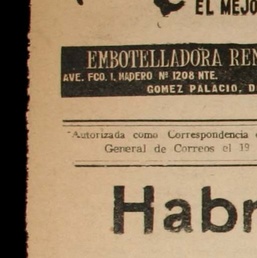 EL MEJO
EMBOTELLADORA REN
AVE. FCO. I. MADERO Nº 1208 NTE.
GOMEZ PALACIO, D
"Autorizada como Correspondencia
General de Correos el 19
Habr